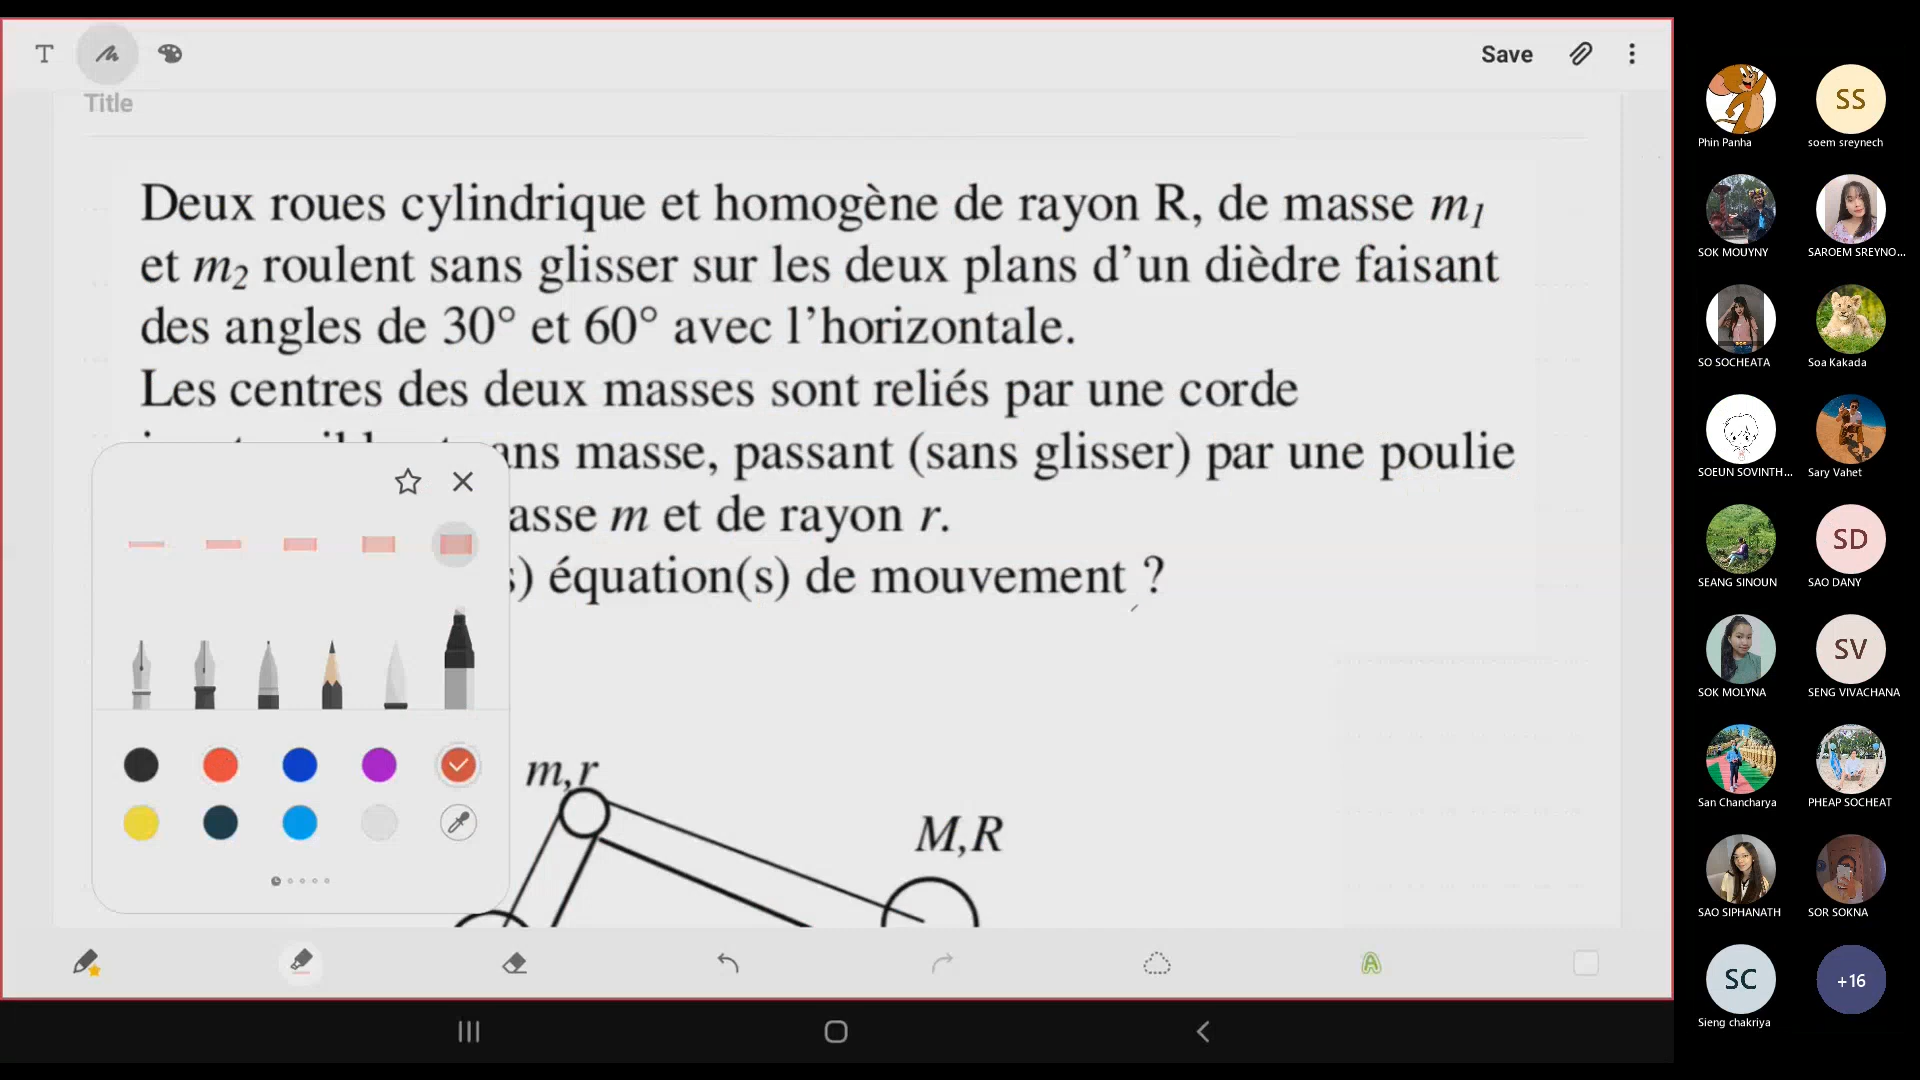 T
Save
Title
Deux roues cylindrique et homogène de rayon R, de masse m1
et m2 roulent sans glisser sur les deux plans d’un dièdre faisant
des angles de 30° et 60° avec l’horizontale.
Les centres des deux masses sont reliés par une corde
masse, passant (sans glisser) par une poulie
m et de rayon r.
équation(s) de mouvement ?
m,r
M,R
A
Phin Panha
SS
soem sreynech
SOK MOUYNY
SAROEM SREYNO...
SO SOCHEATA
Soa Kakada
SOEUN SOVINTH...
Sary Vahet
SEANG SINOUN
SD
SAO DANY
SOK MOLYNA
SV
SENG VIVACHANA
San Chancharya
PHEAP SOCHEAT
SAO SIPHANATH
SOR SOKNA
SC
Sieng chakriya
+16